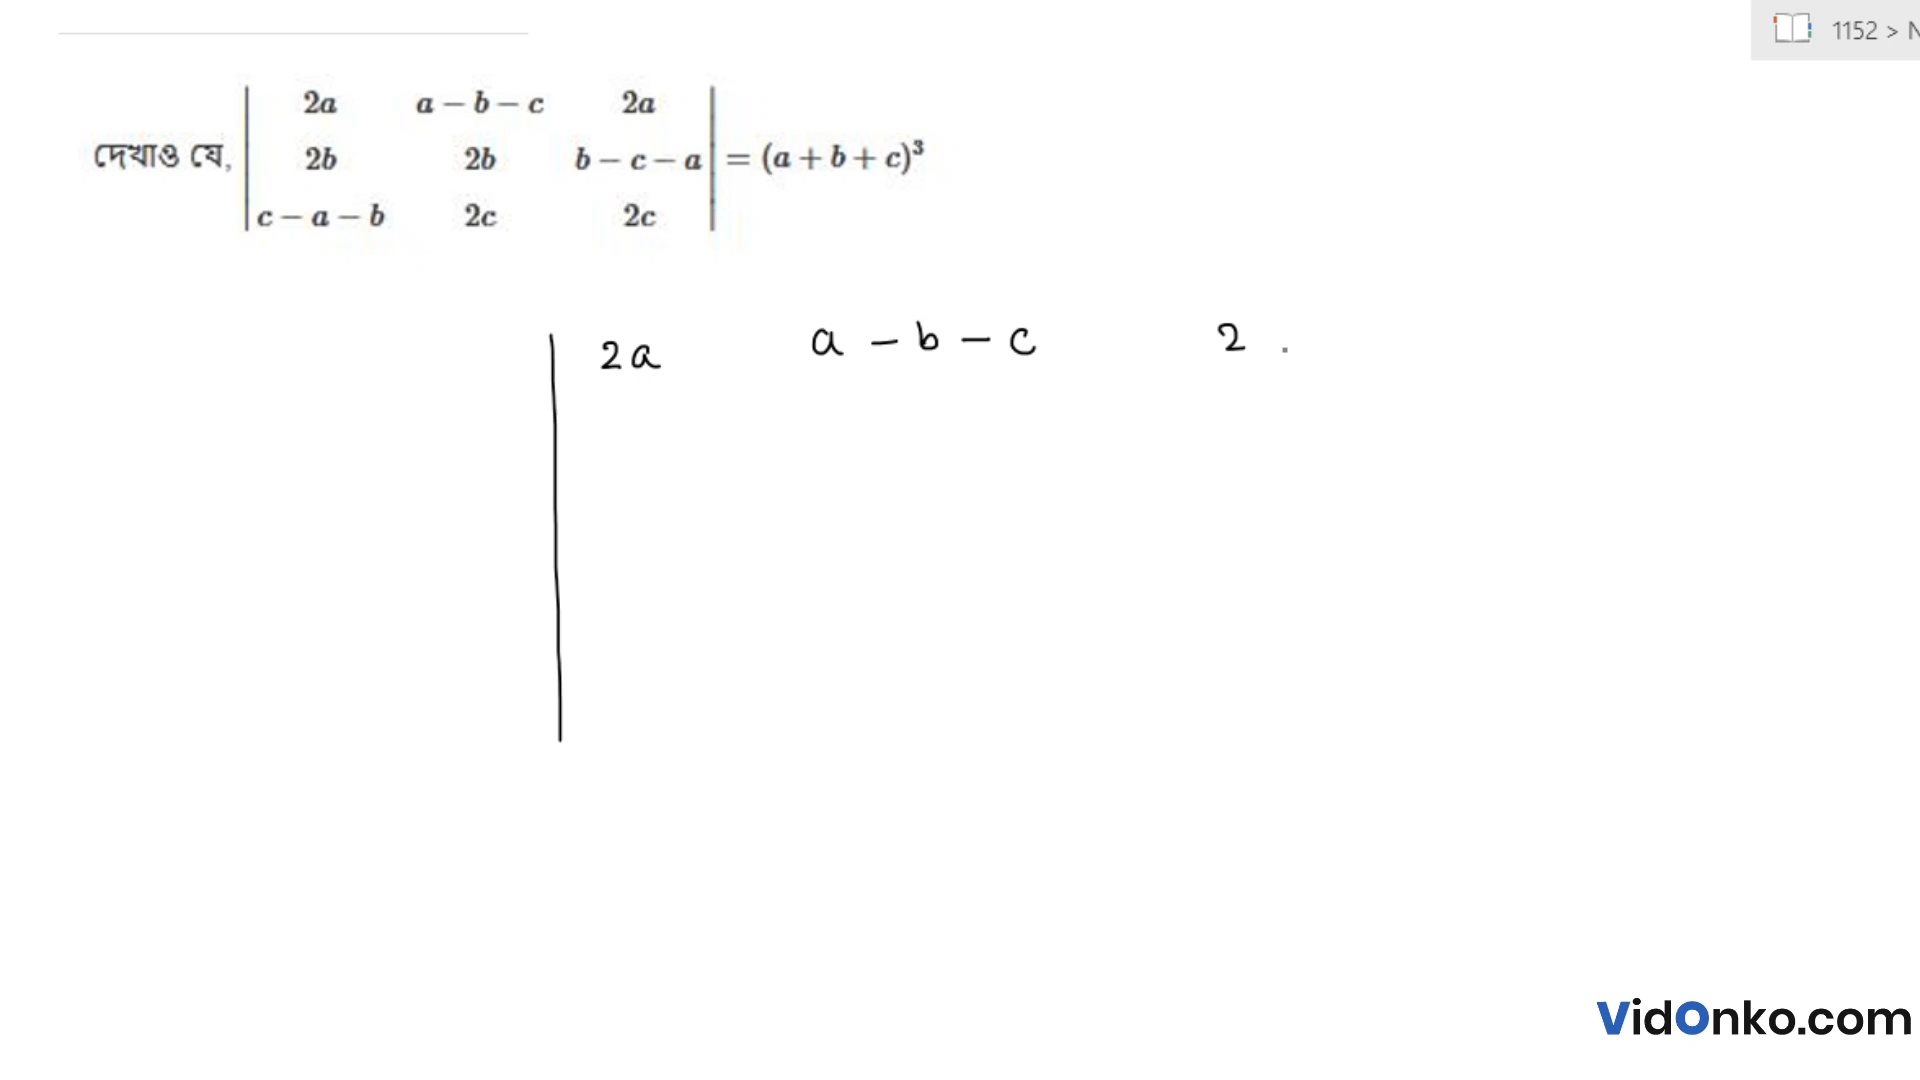 1152 > N
2a a − b − c 2a
দেখাও যে, 2b 2b b − c − a = (a + b + c)³
c − a − b 2c 2c
2a a − b − c 2
VidOnko.com